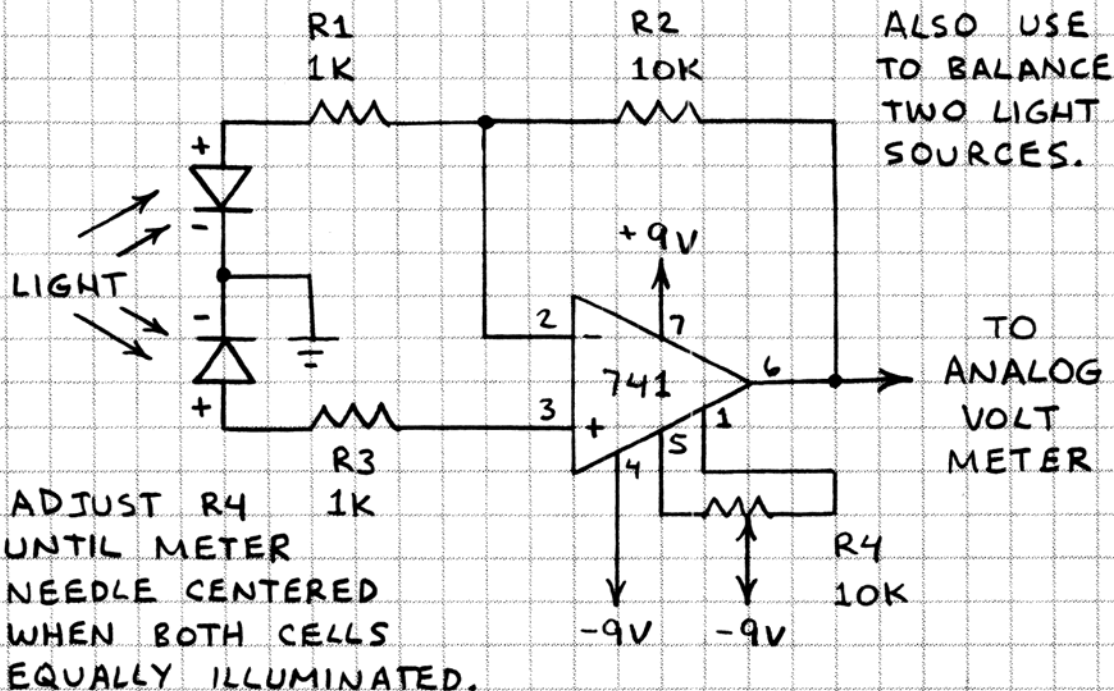 R1
1K
R2
10K
ALSO USE
TO BALANCE
TWO LIGHT
SOURCES.
+
-
LIGHT
-
+
+9V
2
-
7
741
6
3
+
4
5
1
TO
ANALOG
VOLT
METER
R3
1K
ADJUST R4
UNTIL METER
NEEDLE CENTERED
WHEN BOTH CELLS
EQUALLY ILLUMINATED.
R4
10K
-9V
-9V